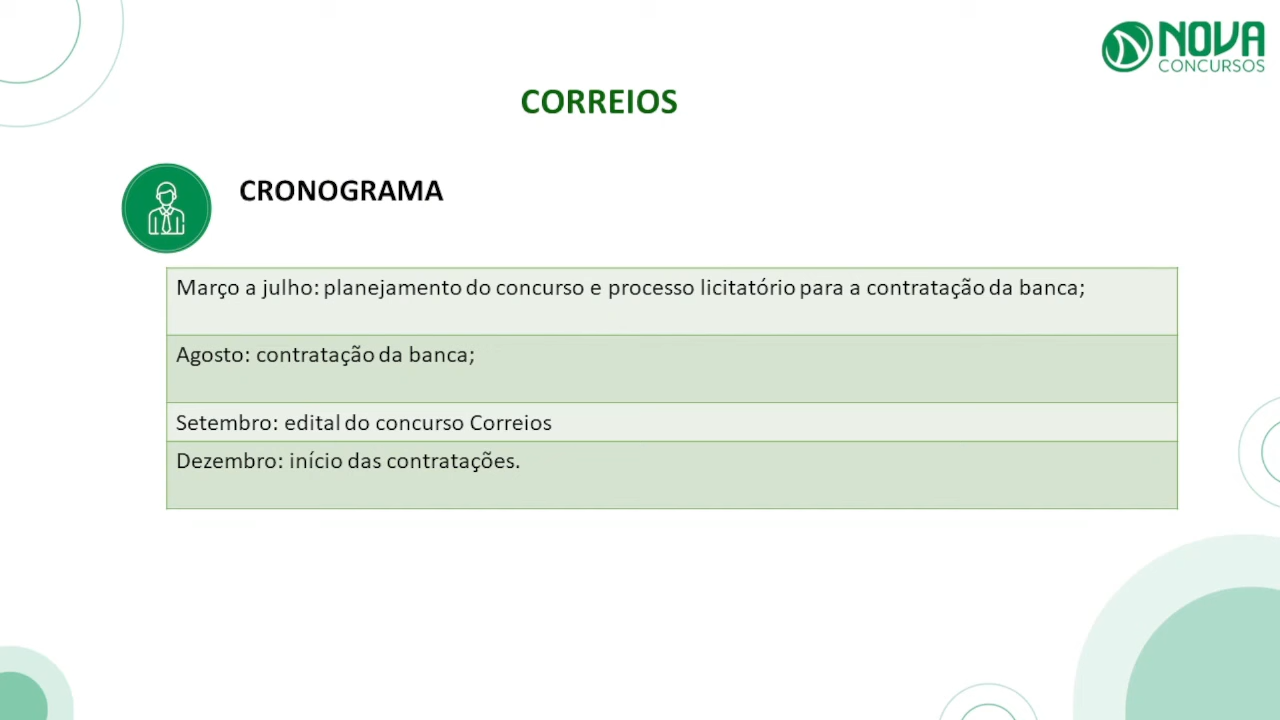 NOVA
CONCURSOS
CORREIOS
CRONOGRAMA
Março a julho: planejamento do concurso e processo licitatório para a contratação da banca;
Agosto: contratação da banca;
Setembro: edital do concurso Correios
Dezembro: início das contratações.